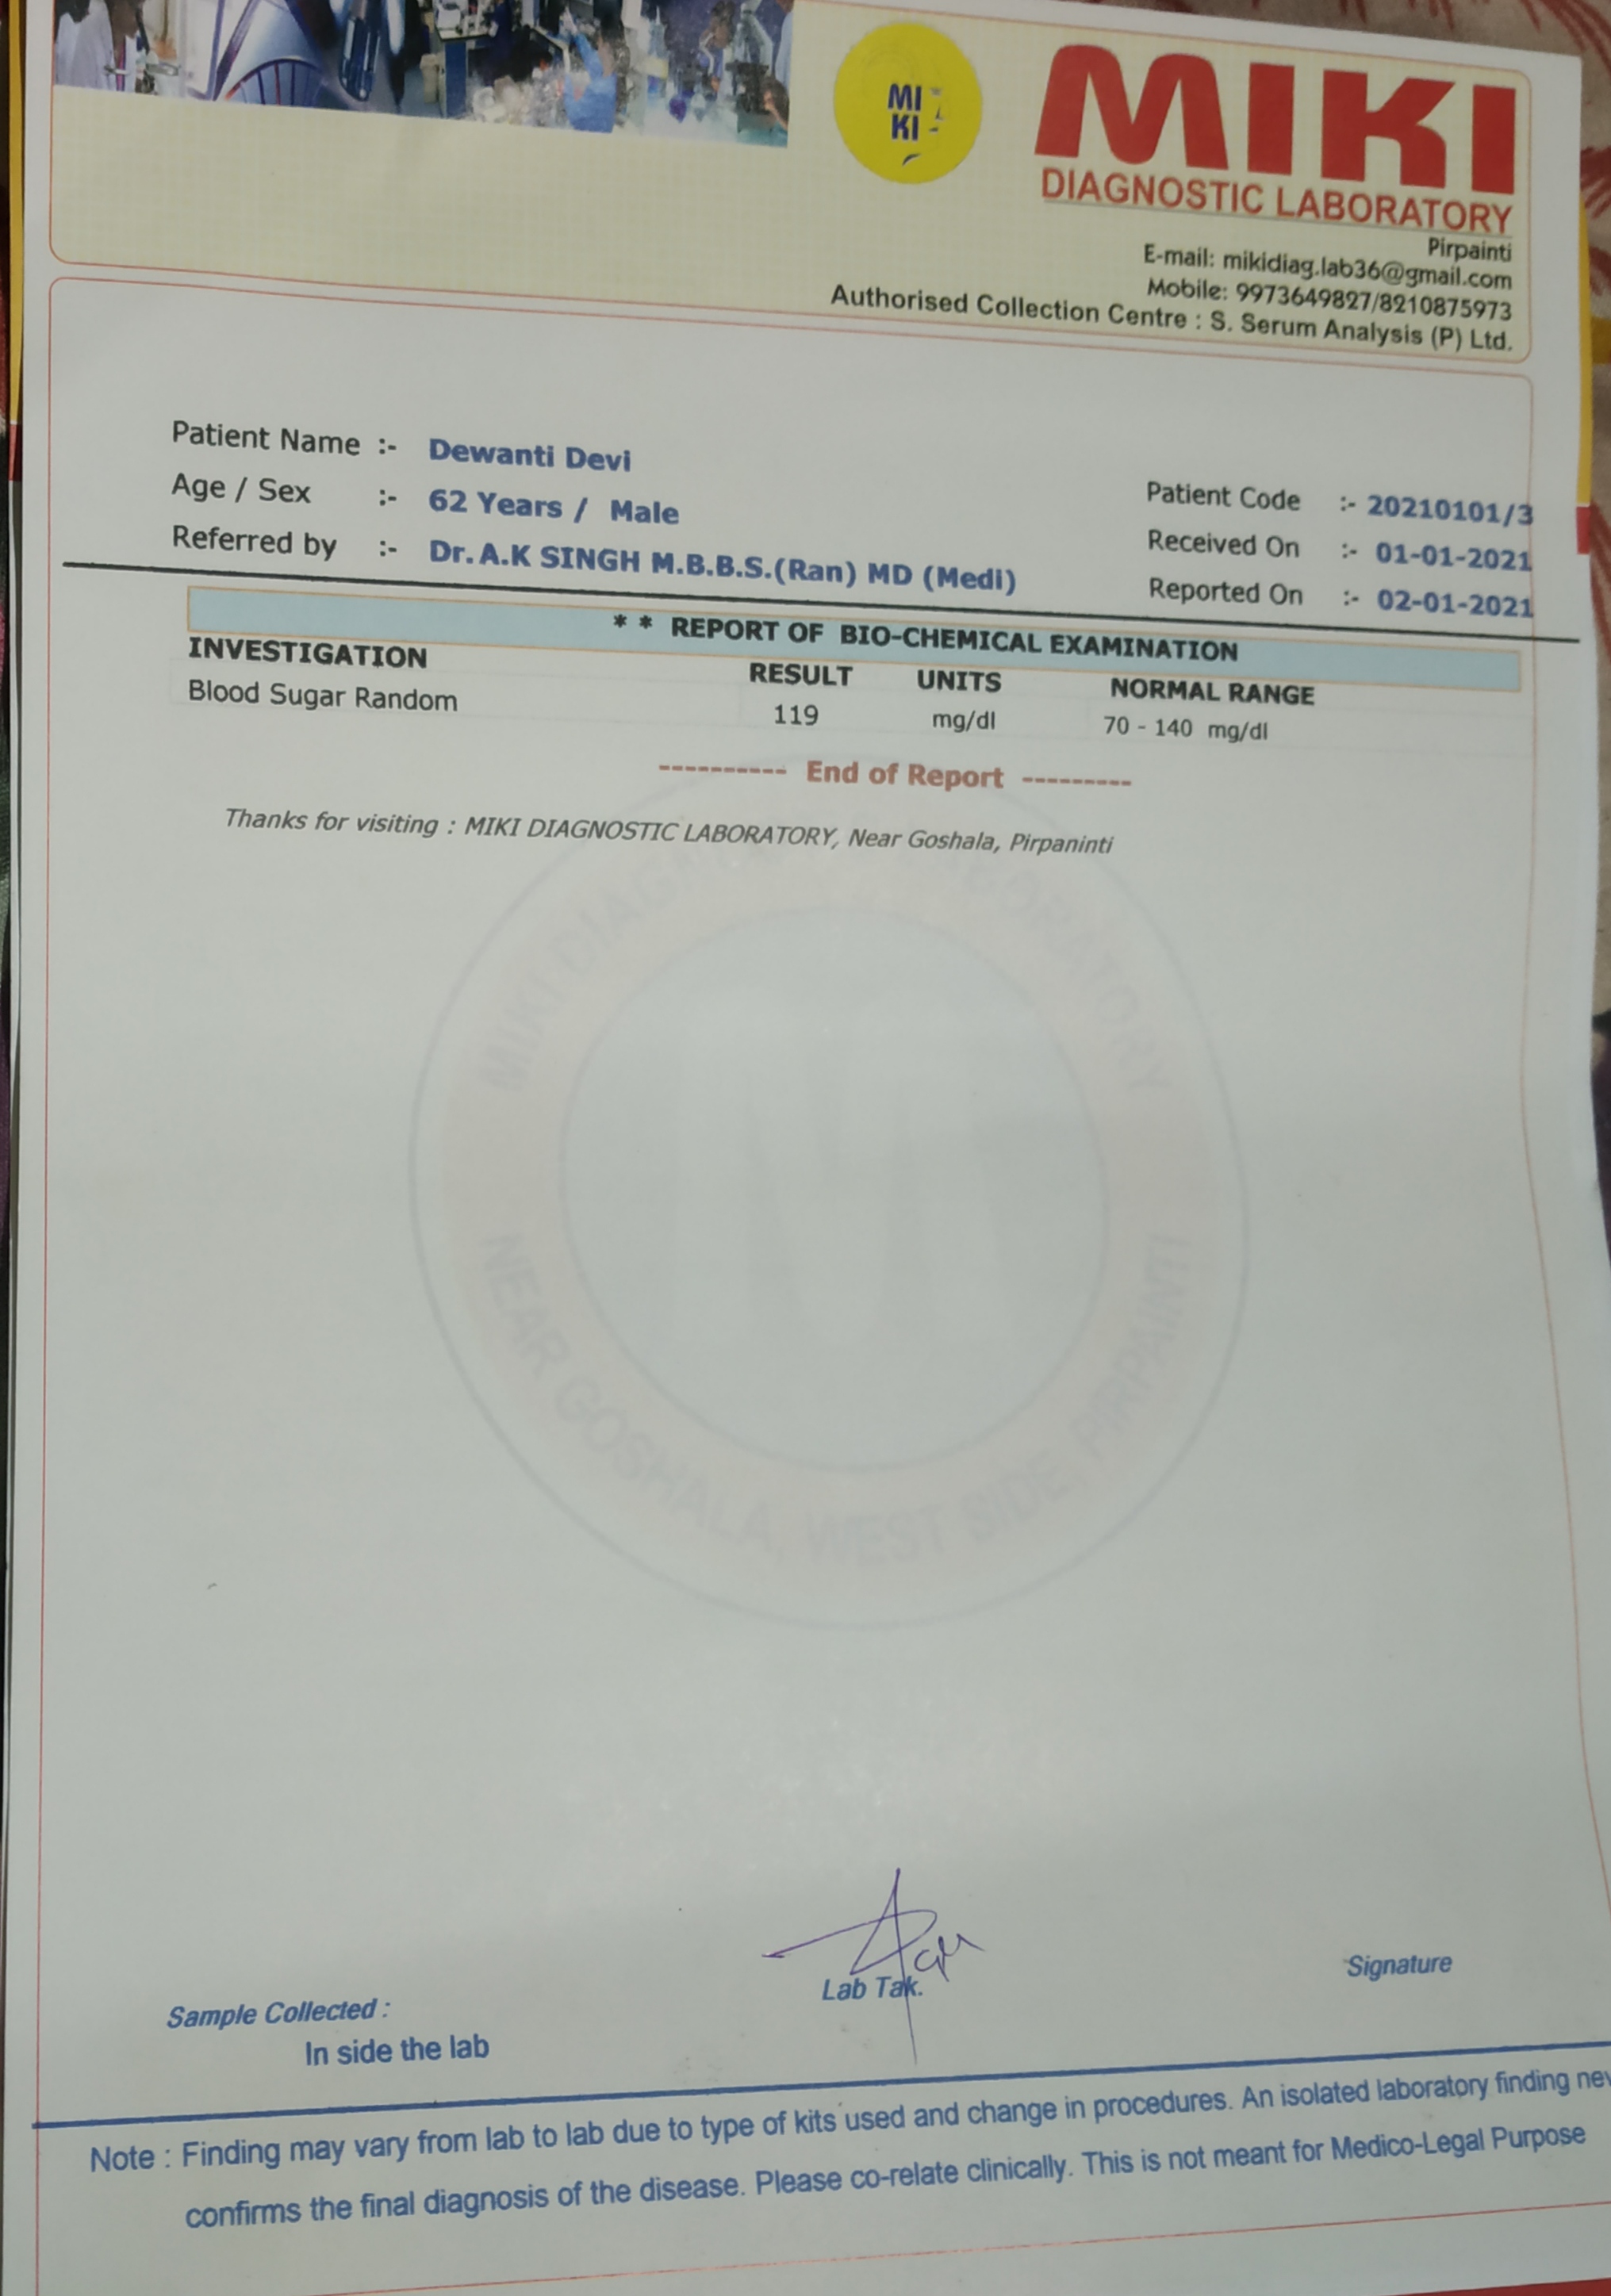 MI
KI
MIKI
DIAGNOSTIC LABORATORY
Pirpainti
E-mail: mikidiag.lab36@gmail.com
Mobile: 9973649827/8210875973
Authorised Collection Centre : S. Serum Analysis (P) Ltd.
Patient Name :- Dewanti Devi
Age / Sex :- 62 Years / Male
Referred by :- Dr.A.K SINGH M.B.B.S.(Ran) MD (Medi)
Patient Code :- 20210101/3
Received On :- 01-01-2021
Reported On :- 02-01-2021
* * REPORT OF BIO-CHEMICAL EXAMINATION
INVESTIGATION RESULT UNITS NORMAL RANGE
Blood Sugar Random 119 mg/dl 70 - 140 mg/dl
---------- End of Report ---------
Thanks for visiting : MIKI DIAGNOSTIC LABORATORY, Near Goshala, Pirpaninti
MIKI DIAGNOSTIC LABORATORY
NEAR GOSHALA, WEST SIDE, PIRPAINTI
Lab Tak.
Signature
Sample Collected :
In side the lab
Note : Finding may vary from lab to lab due to type of kits used and change in procedures. An isolated laboratory finding
confirms the final diagnosis of the disease. Please co-relate clinically. This is not meant for Medico-Legal Purpose